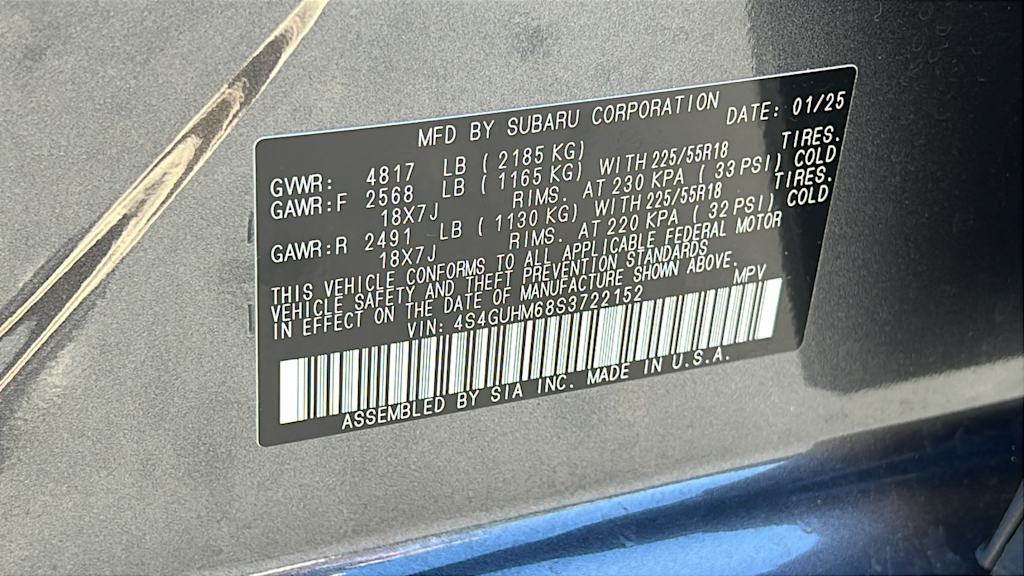 MFD BY SUBARU CORPORATION DATE: 01/25
GVWR: 4817 LB ( 2185 KG)
GAWR:F 2568 LB ( 1165 KG) WITH 225/55R18 TIRES.
18X7J RIMS. AT 230 KPA ( 33 PSI) COLD
GAWR:R 2491 LB ( 1130 KG) WITH 225/55R18 TIRES.
18X7J RIMS. AT 220 KPA ( 32 PSI) COLD
THIS VEHICLE CONFORMS TO ALL APPLICABLE FEDERAL MOTOR
VEHICLE SAFETY AND THEFT PREVENTION STANDARDS
IN EFFECT ON THE DATE OF MANUFACTURE SHOWN ABOVE.
VIN: 4S4GUHM68S3722152 MPV
ASSEMBLED BY SIA INC. MADE IN U.S.A.